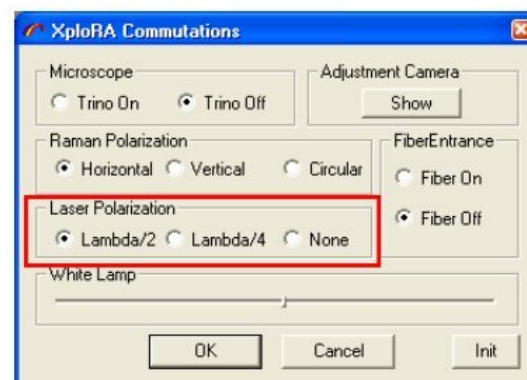 XploRA Commutations
Microscope
Trino On Trino Off
Adjustment Camera
Show
Raman Polarization
Horizontal Vertical Circular
FiberEntrance
Fiber On
Fiber Off
Laser Polarization
Lambda/2 Lambda/4 None
White Lamp
OK Cancel Init